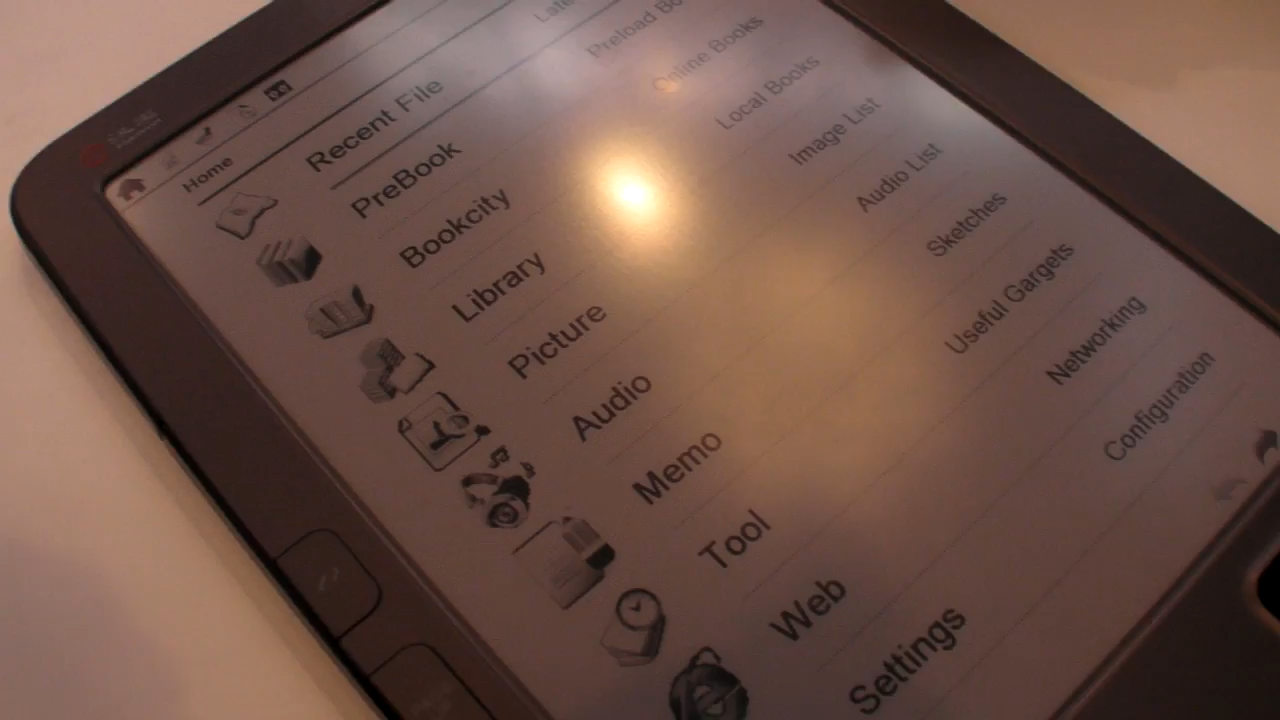 Home
Recent File
PreBook Preload
Bookcity Online Books
Library Local Books
Picture Image List
Audio Audio List
Memo Sketches
Tool Useful Gargets
Web Networking
Settings Configuration